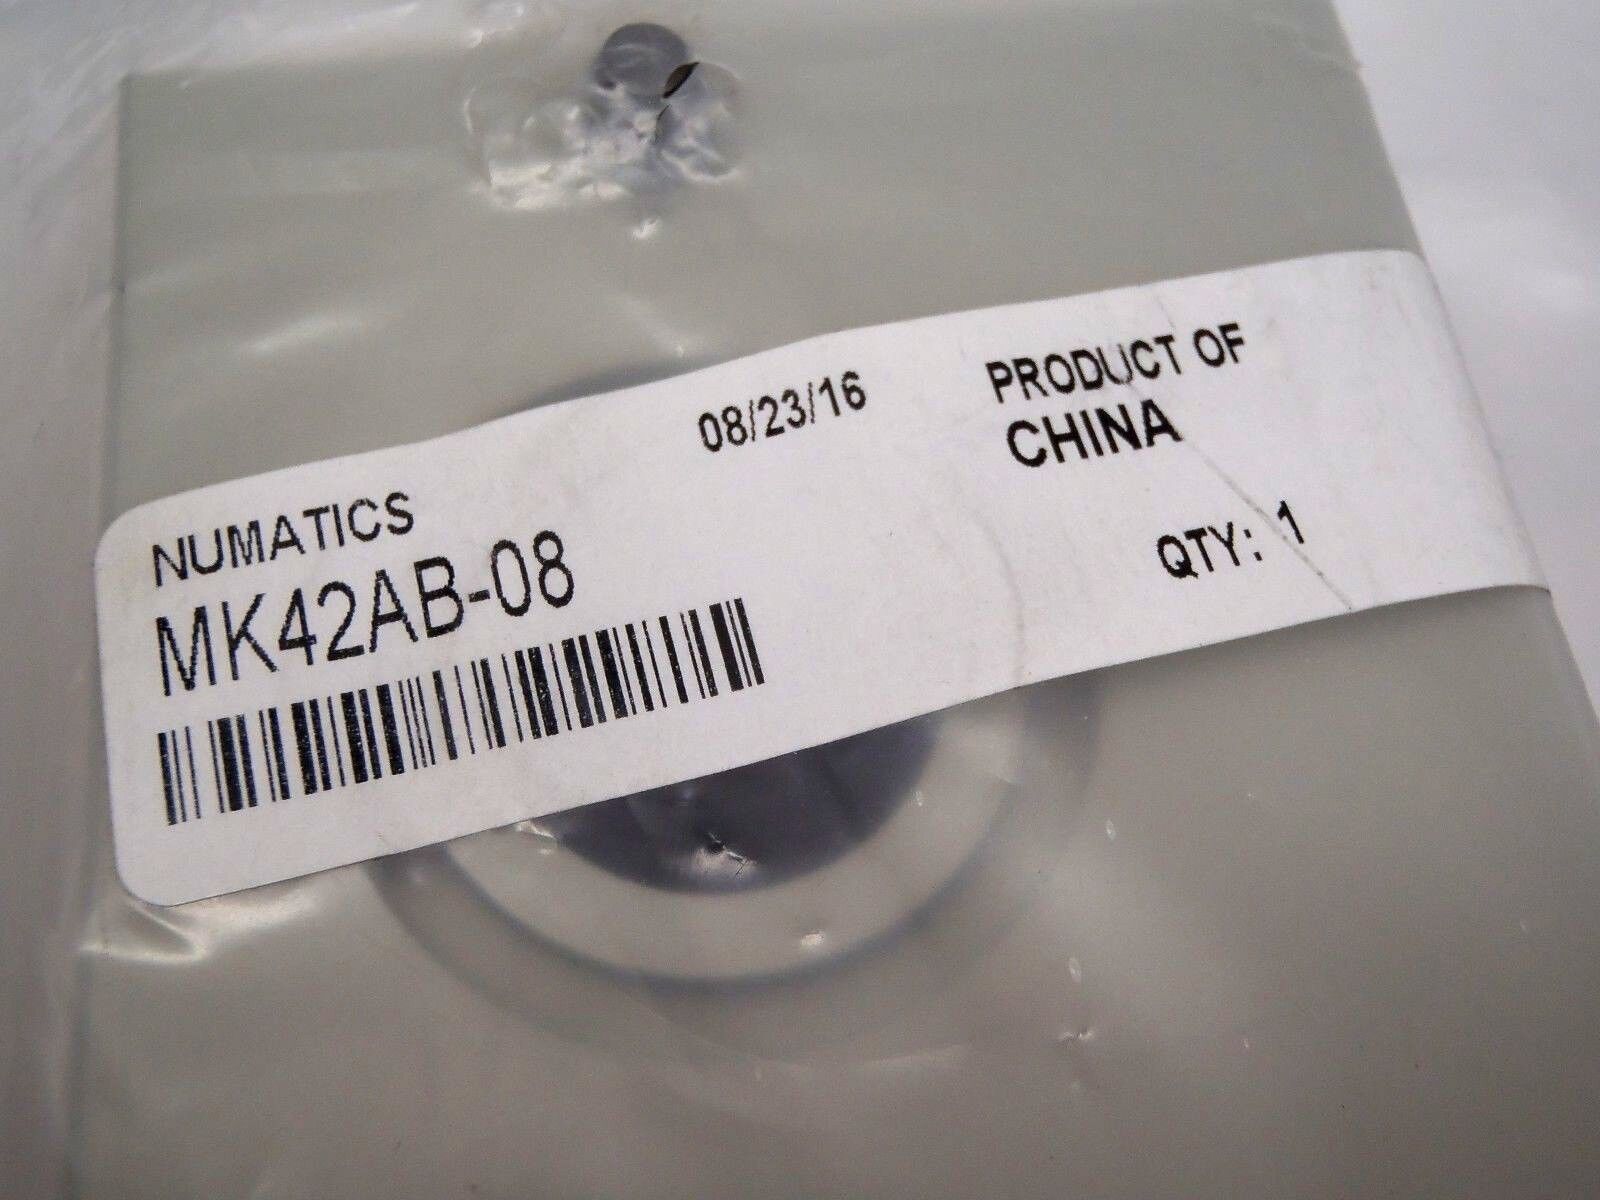 08/23/16
PRODUCT OF
CHINA
NUMATICS
MK42AB-08
QTY: 1